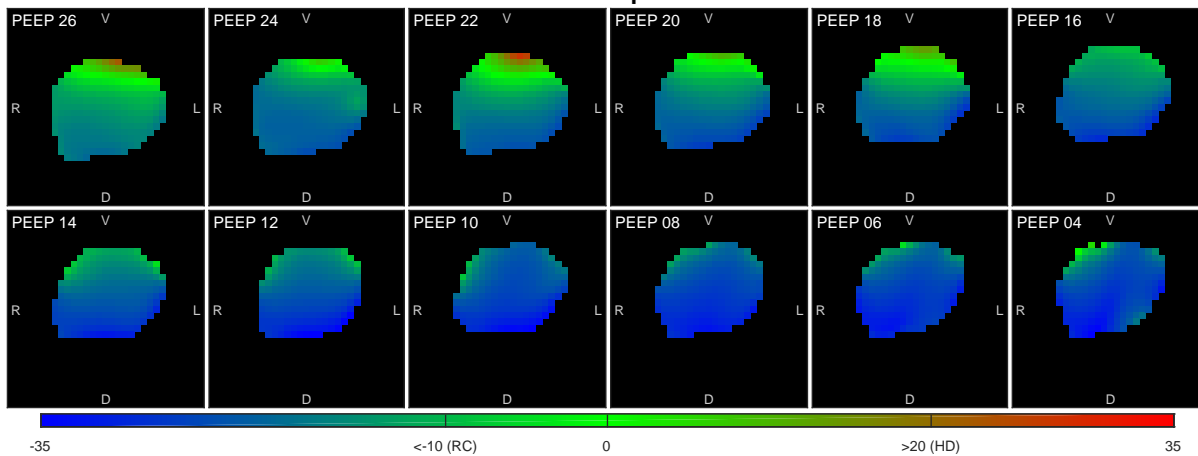 PEEP 26 V PEEP 24 V PEEP 22 V PEEP 20 V PEEP 18 V PEEP 16 V
R L R L R L R L R L R L
D D D D D D
PEEP 14 V PEEP 12 V PEEP 10 V PEEP 08 V PEEP 06 V PEEP 04 V
R L R L R L R L R L R L
D D D D D D
-35 <-10 (RC) 0 >20 (HD) 35